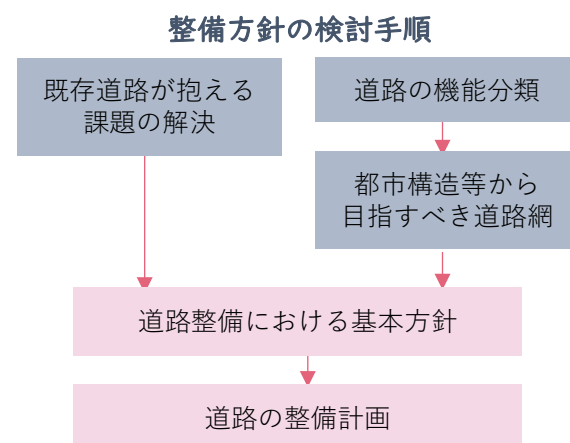 整備方針の検討手順
既存道路が抱える
課題の解決
道路の機能分類
都市構造等から
目指すべき道路網
道路整備における基本方針
道路の整備計画